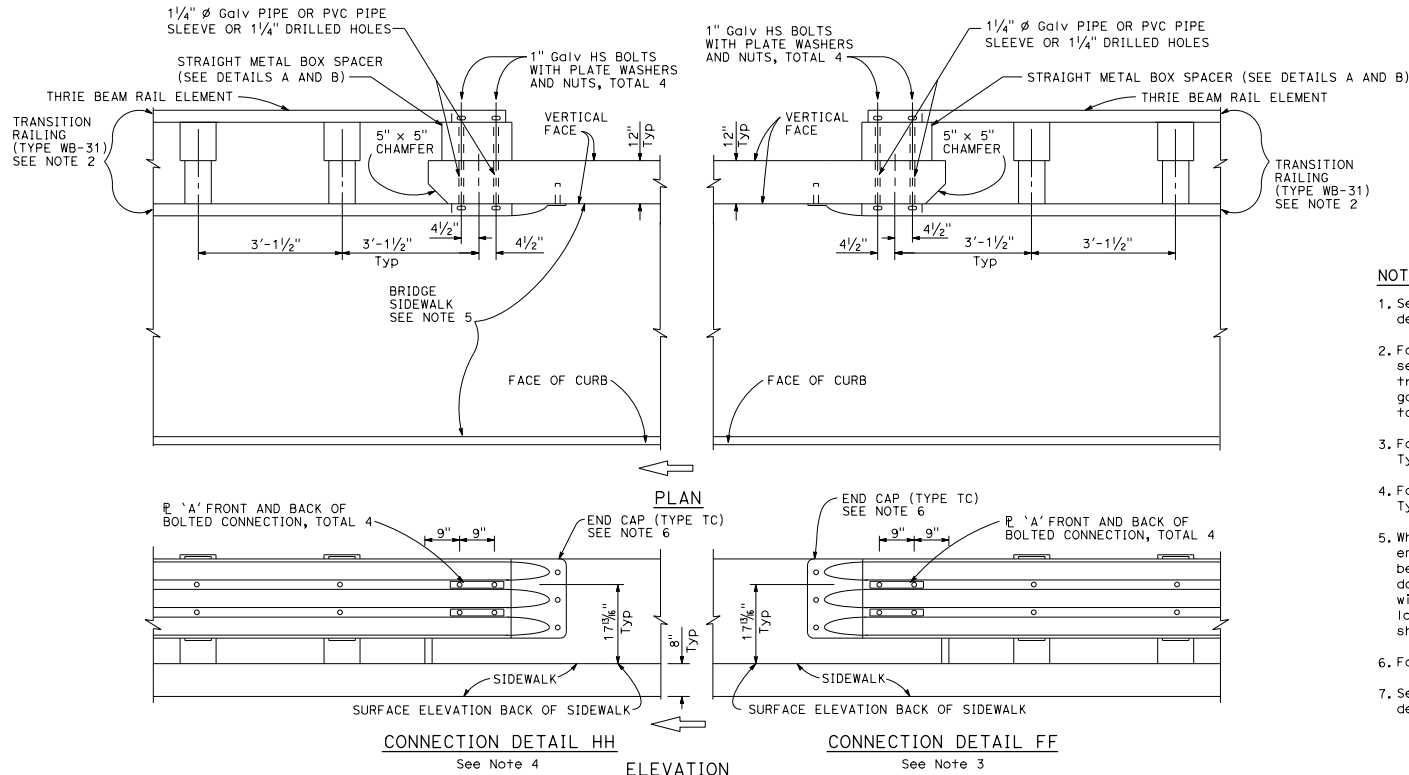 1¼" Ø Galv PIPE OR PVC PIPE
SLEEVE OR 1¼" DRILLED HOLES
STRAIGHT METAL BOX SPACER
(SEE DETAILS A AND B)
THRIE BEAM RAIL ELEMENT
TRANSITION
RAILING
(TYPE WB-31)
SEE NOTE 2
5" x 5"
CHAMFER
1" Galv HS BOLTS
WITH PLATE WASHERS
AND NUTS, TOTAL 4
VERTICAL
FACE
12"
Typ
4½"
4½"
3'-1½"
3'-1½"
Typ
BRIDGE
SIDEWALK
SEE NOTE 5
FACE OF CURB
1" Galv HS BOLTS
WITH PLATE WASHERS
AND NUTS, TOTAL 4
1¼" Ø Galv PIPE OR PVC PIPE
SLEEVE OR 1¼" DRILLED HOLES
STRAIGHT METAL BOX SPACER (SEE DETAILS A AND B)
THRIE BEAM RAIL ELEMENT
VERTICAL
FACE
12"
Typ
5" x 5"
CHAMFER
TRANSITION
RAILING
(TYPE WB-31)
SEE NOTE 2
4½"
4½"
3'-1½"
Typ
3'-1½"
FACE OF CURB
PLAN
℄ 'A' FRONT AND BACK OF
BOLTED CONNECTION, TOTAL 4
9"
9"
END CAP (TYPE TC)
SEE NOTE 6
17 13/16"
Typ
8"
Typ
SIDEWALK
SURFACE ELEVATION BACK OF SIDEWALK
CONNECTION DETAIL HH
See Note 4
END CAP (TYPE TC)
SEE NOTE 6
9"
9"
℄ 'A' FRONT AND BACK OF
BOLTED CONNECTION, TOTAL 4
17 13/16"
Typ
SIDEWALK
SURFACE ELEVATION BACK OF SIDEWALK
CONNECTION DETAIL FF
See Note 3
ELEVATION
NOT
1. Se
de
2. Fo
se
tr
ga
to
3. Fo
Ty
4. Fo
Ty
5. Wh
en
be
do
wi
lo
sh
6. Fo
7. Se
de